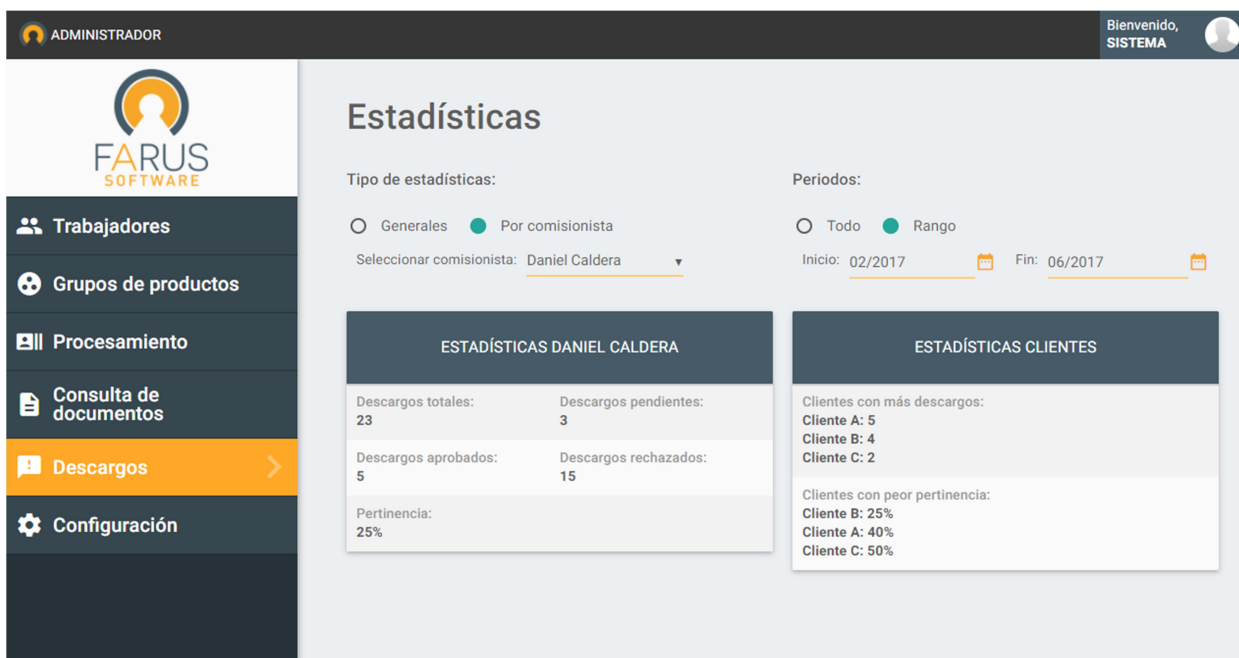 ADMINISTRADOR
Bienvenido,
SISTEMA
FARUS
SOFTWARE
Trabajadores
Grupos de productos
Procesamiento
Consulta de
documentos
Descargos
Configuración
Estadísticas
Tipo de estadísticas:
Generales Por comisionista
Seleccionar comisionista: Daniel Caldera
Periodos:
Todo Rango
Inicio: 02/2017 Fin: 06/2017
ESTADÍSTICAS DANIEL CALDERA
Descargos totales: Descargos pendientes:
23 3
Descargos aprobados: Descargos rechazados:
5 15
Pertinencia:
25%
ESTADÍSTICAS CLIENTES
Clientes con más descargos:
Cliente A: 5
Cliente B: 4
Cliente C: 2
Clientes con peor pertinencia:
Cliente B: 25%
Cliente A: 40%
Cliente C: 50%